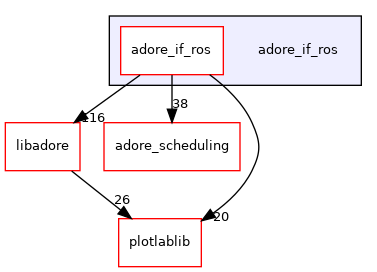 adore_if_ros
adore_if_ros
116
38
libadore
adore_scheduling
26
20
plotlablib